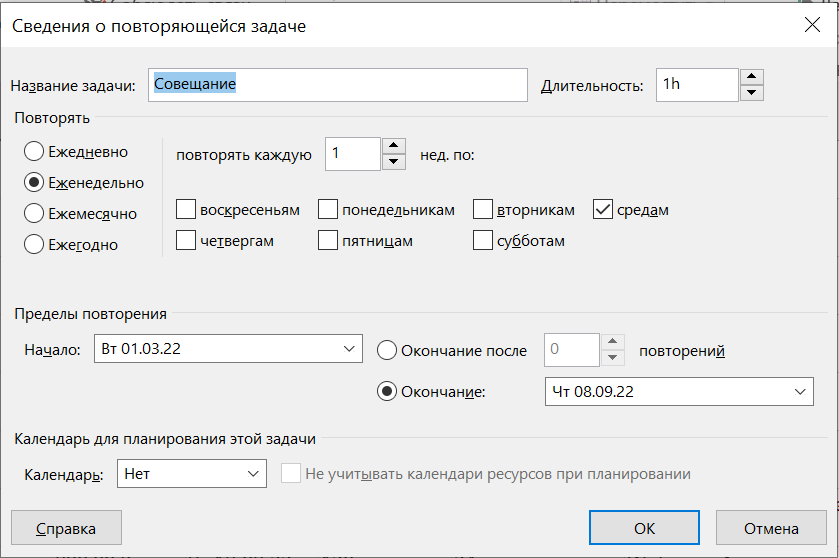 Сведения о повторяющейся задаче
Название задачи: Совещание Длительность: 1h
Повторять
Ежедневно повторять каждую 1 нед. по:
Еженедельно
Ежемесячно воскресеньям понедельникам вторникам средам
Ежегодно четвергам пятницам субботам
Пределы повторения
Начало: Вт 01.03.22 Окончание после 0 повторений
Окончание: Чт 08.09.22
Календарь для планирования этой задачи
Календарь: Нет Не учитывать календари ресурсов при планировании
Справка ОК Отмена